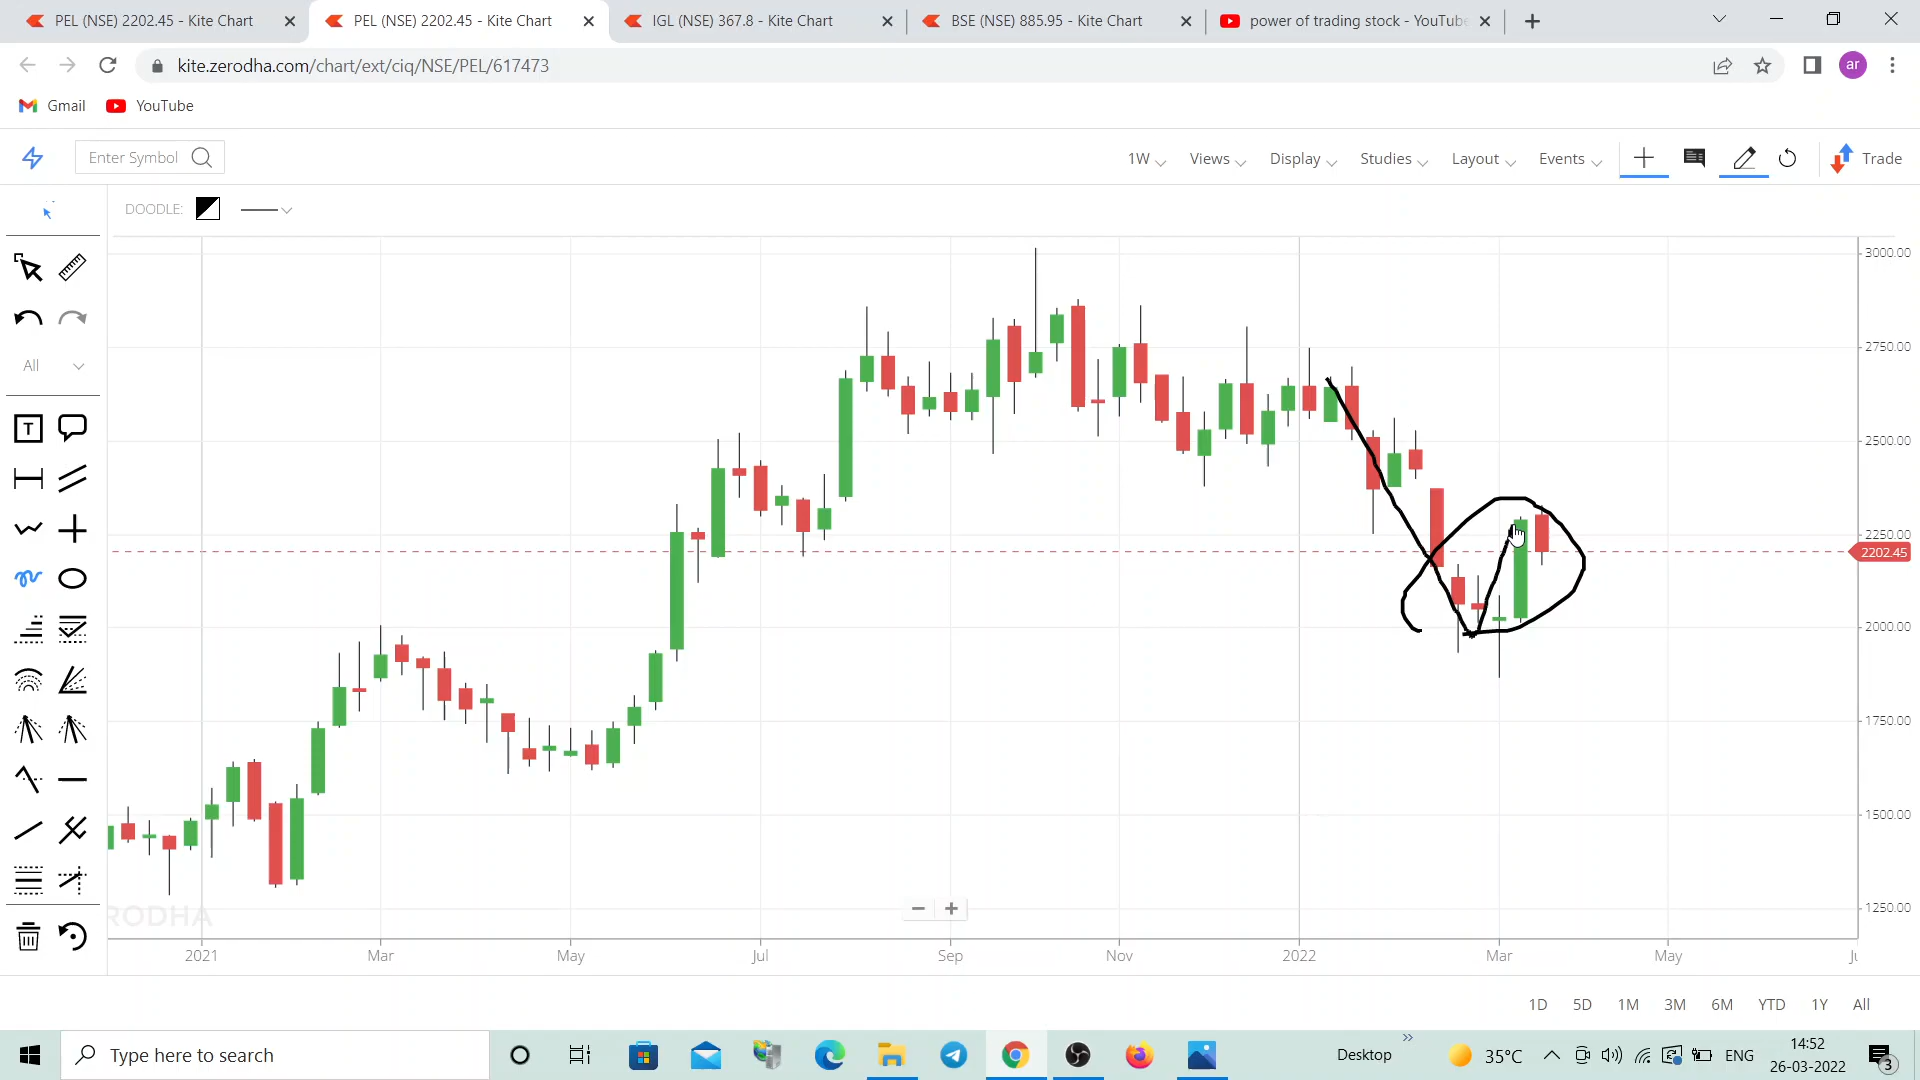 PEL (NSE) 2202.45 - Kite Chart
PEL (NSE) 2202.45 - Kite Chart
IGL (NSE) 367.8 - Kite Chart
BSE (NSE) 885.95 - Kite Chart
power of trading stock - YouTube
kite.zerodha.com/chart/ext/ciq/NSE/PEL/617473
ar
Gmail
YouTube
Enter Symbol
1W
Views
Display
Studies
Layout
Events
Trade
DOODLE:
All
T
3000.00
2750.00
2500.00
2250.00
2202.45
2000.00
1750.00
1500.00
1250.00
RODHA
2021
Mar
May
Jul
Sep
Nov
2022
Mar
May
1D
5D
1M
3M
6M
YTD
1Y
All
Type here to search
Desktop
35°C
ENG
14:52
26-03-2022
3